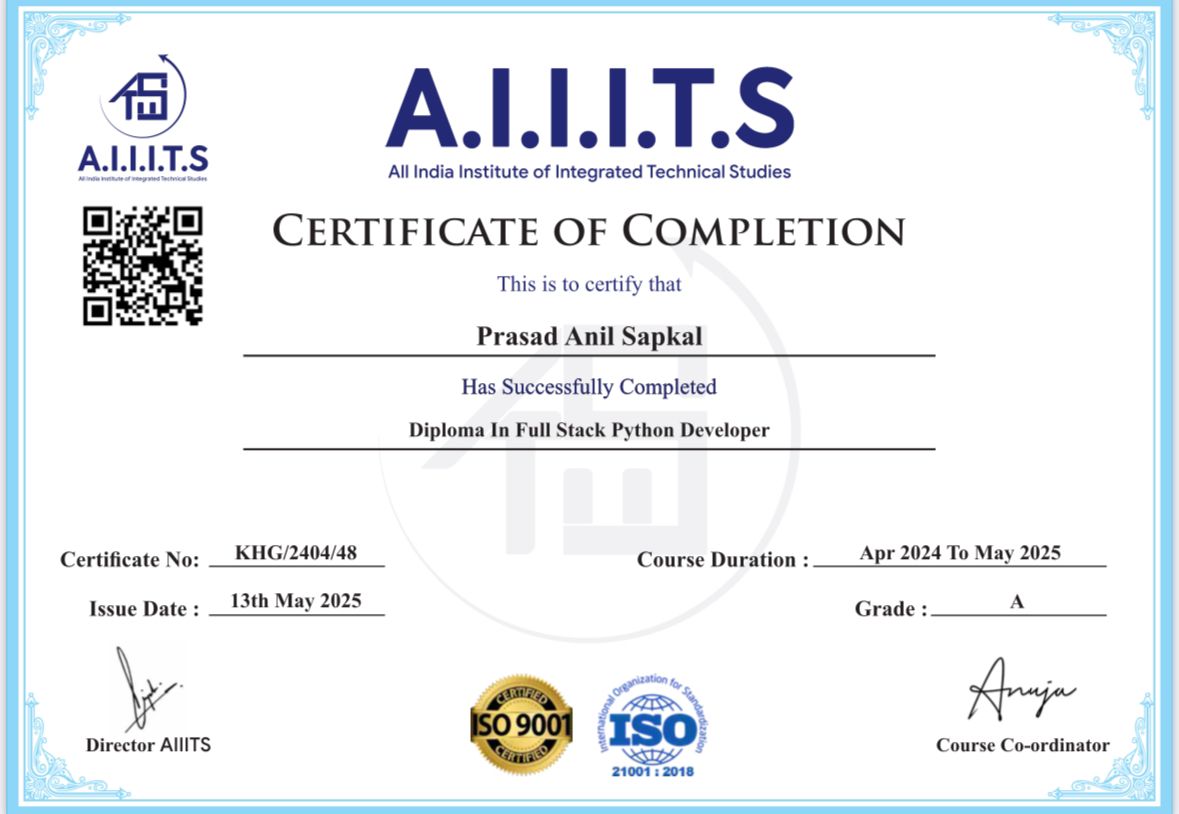 A.I.I.I.T.S
All India Institute of Integrated Technical Studies
A.I.I.I.T.S
All India Institute of Integrated Technical Studies
CERTIFICATE OF COMPLETION
This is to certify that
Prasad Anil Sapkal
Has Successfully Completed
Diploma In Full Stack Python Developer
Certificate No: KHG/2404/48
Course Duration : Apr 2024 To May 2025
Issue Date : 13th May 2025
Grade : A
Anuja
Director AIIITS
CERTIFIED
ISO 9001
CERTIFIED
International Organization for Standardization
ISO
21001 : 2018
Course Co-ordinator